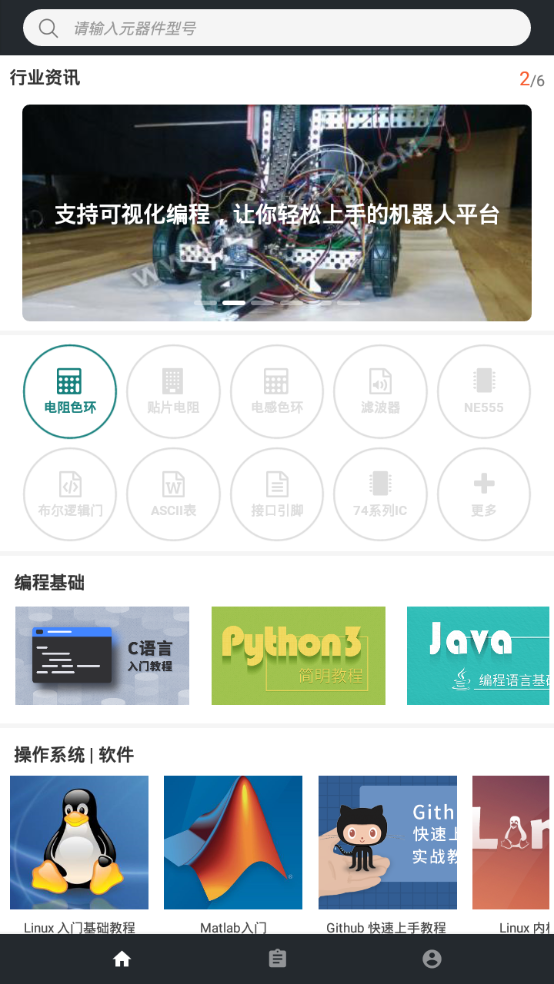 请输入元器件型号
行业资讯
2/6
支持可视化编程，让你轻松上手的机器人平台
电阻色环
贴片电阻
电感色环
滤波器
NE555
布尔逻辑门
ASCII表
接口引脚
74系列IC
更多
编程基础
C语言
入门教程
Python3
简明教程
Java
编程语言基
操作系统 | 软件
Gith
快速上
实战教
Linux 入门基础教程
Matlab入门
Github 快速上手教程
Linux 内